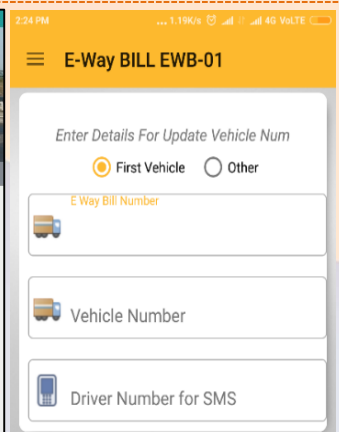 2:24 PM
... 1.19K/s 4G VoLTE
E-Way BILL EWB-01
Enter Details For Update Vehicle Num
First Vehicle Other
E Way Bill Number
Vehicle Number
Driver Number for SMS